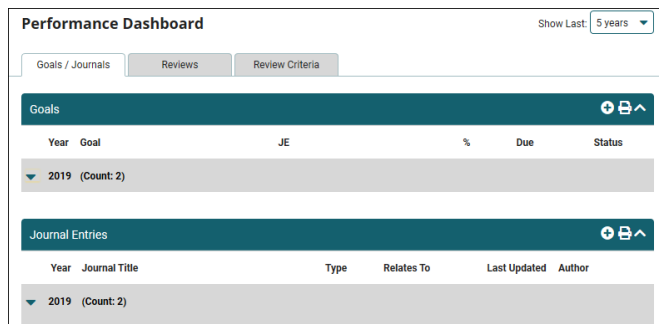 Performance Dashboard
Show Last: 5 years
Goals / Journals Reviews Review Criteria
Goals
Year Goal JE % Due Status
2019 (Count: 2)
Journal Entries
Year Journal Title Type Relates To Last Updated Author
2019 (Count: 2)